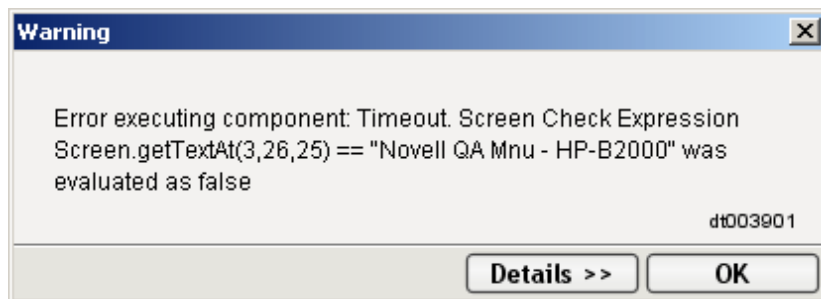 Warning
Error executing component: Timeout. Screen Check Expression
Screen.getTextAt(3,26,25) == "Novell QA Mnu - HP-B2000" was
evaluated as false
dt003901
Details >>
OK